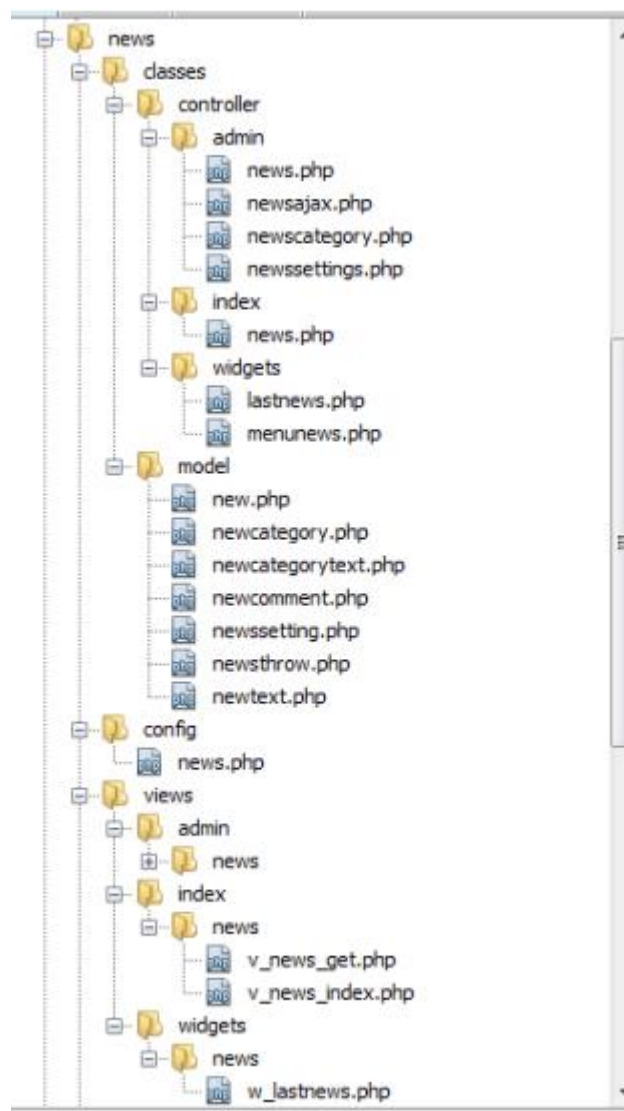 news
classes
controller
admin
news.php
newsajax.php
newscategory.php
newssettings.php
index
news.php
widgets
lastnews.php
menunews.php
model
new.php
newcategory.php
newcategorytext.php
newcomment.php
newssetting.php
newsthrow.php
newtext.php
config
news.php
views
admin
news
index
news
v_news_get.php
v_news_index.php
widgets
news
w_lastnews.php